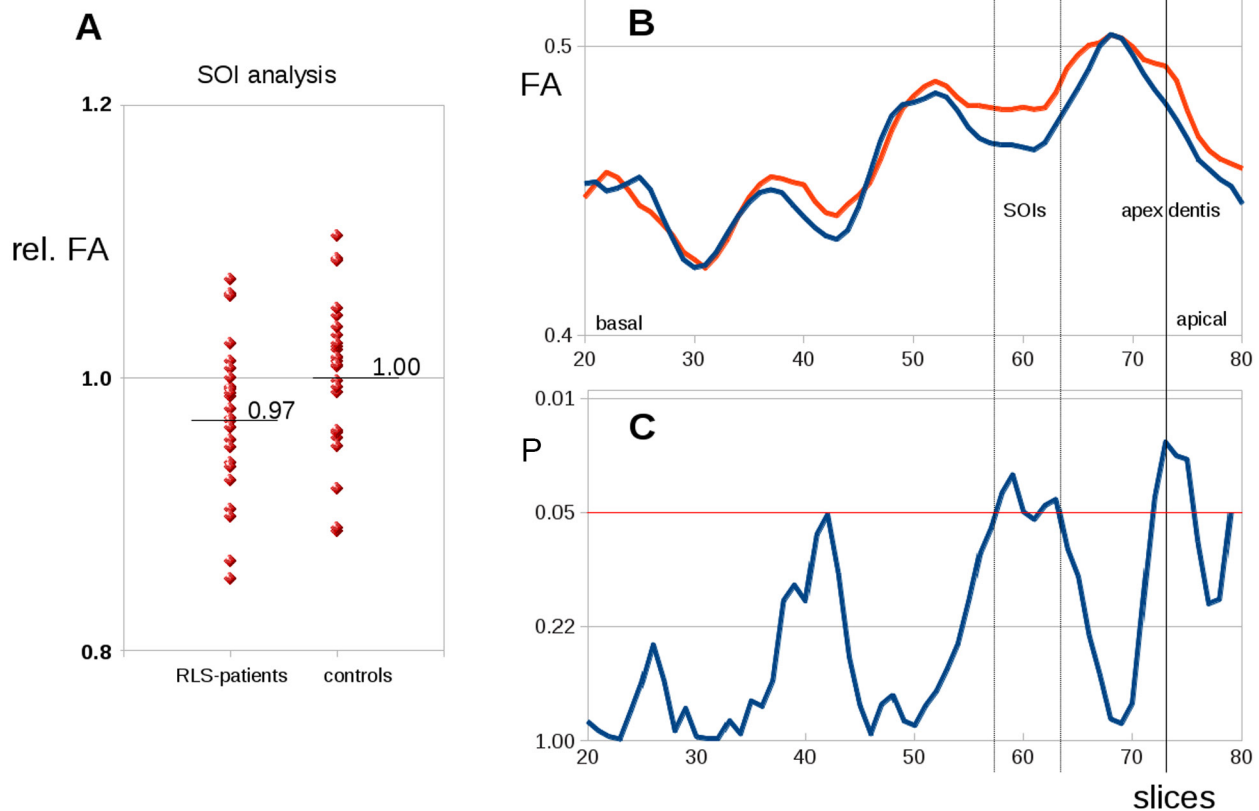 A
SOI analysis
1.2
rel. FA
1.0
0.8
0.97
1.00
RLS-patients controls
B
FA
0.5
0.4
SOIs
apex dentis
basal
apical
20 30 40 50 60 70 80
C
P
0.01
0.05
0.22
1.00
20 30 40 50 60 70 80
slices